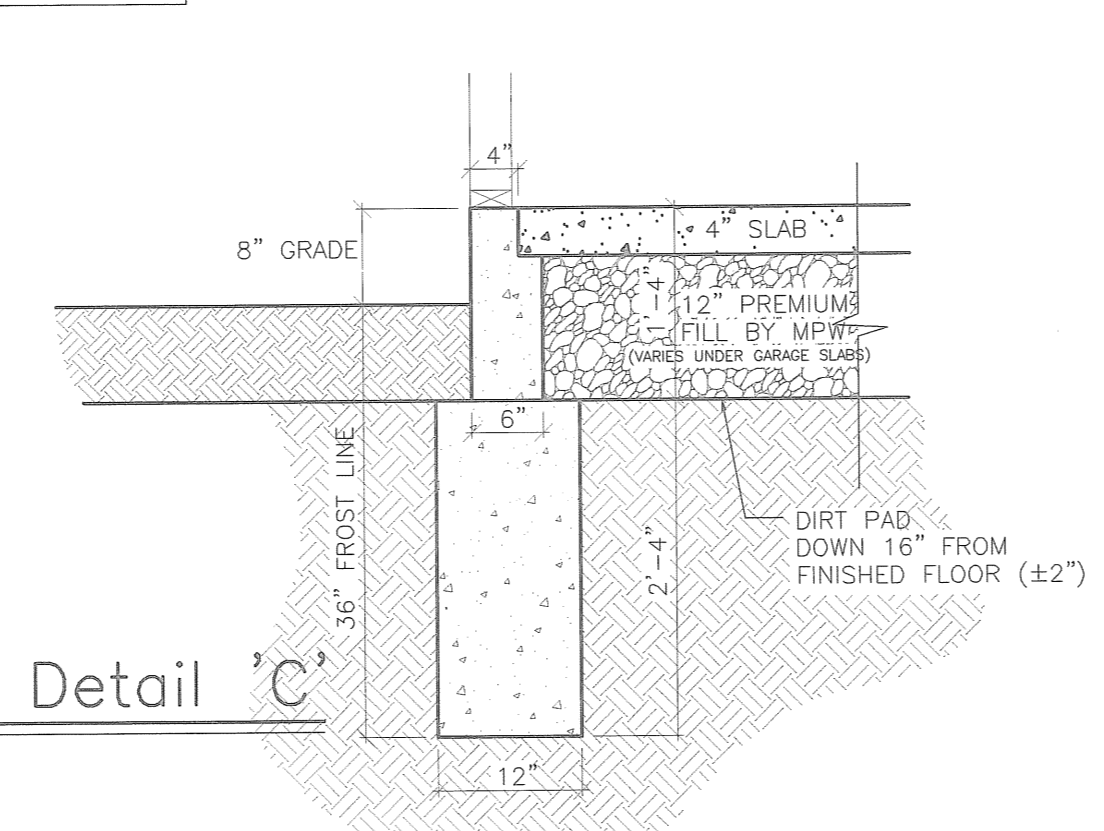 4”
8” GRADE
4” SLAB
1’-4”
12” PREMIUM
FILL BY MPW
(VARIES UNDER GARAGE SLABS)
6”
36” FROST LINE
2’-4”
DIRT PAD
DOWN 16” FROM
FINISHED FLOOR (±2”)
Detail ’C’
12”